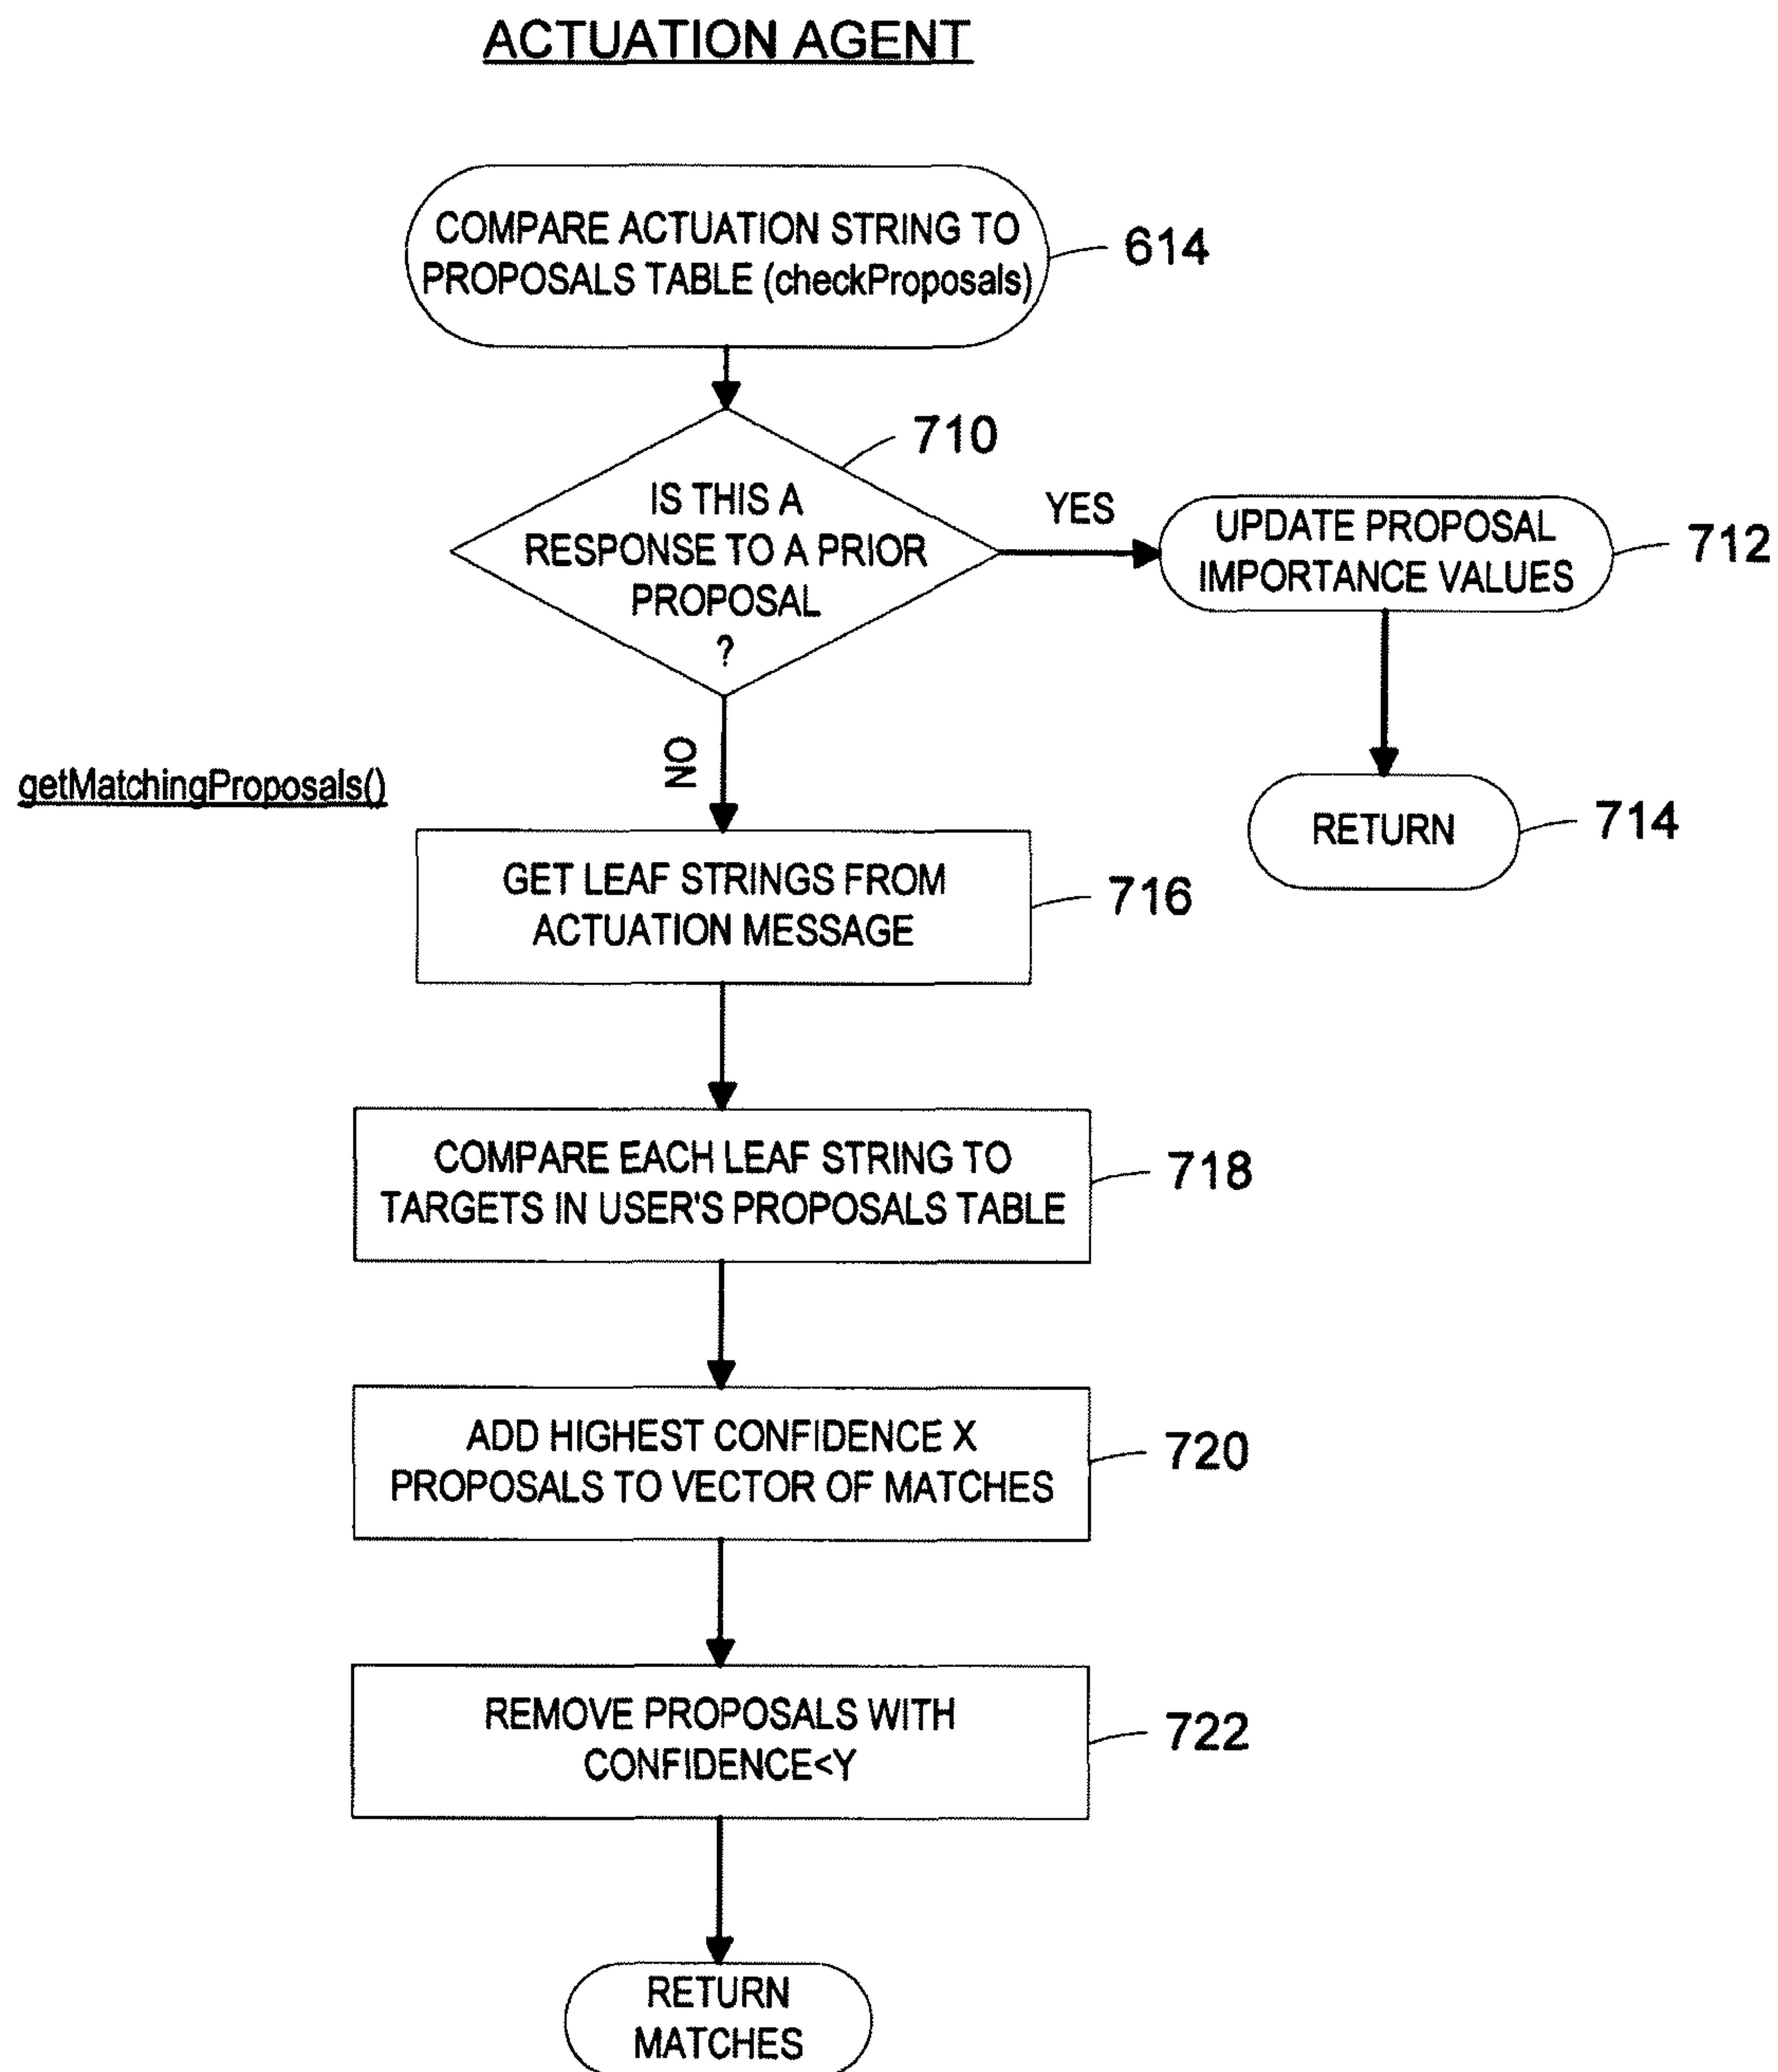 ACTUATION AGENT
COMPARE ACTUATION STRING TO
PROPOSALS TABLE (checkProposals)
614
710
IS THIS A
RESPONSE TO A PRIOR
PROPOSAL
?
YES
UPDATE PROPOSAL
IMPORTANCE VALUES
712
NO
RETURN
714
getMatchingProposals()
GET LEAF STRINGS FROM
ACTUATION MESSAGE
716
COMPARE EACH LEAF STRING TO
TARGETS IN USER'S PROPOSALS TABLE
718
ADD HIGHEST CONFIDENCE X
PROPOSALS TO VECTOR OF MATCHES
720
REMOVE PROPOSALS WITH
CONFIDENCE<Y
722
RETURN
MATCHES